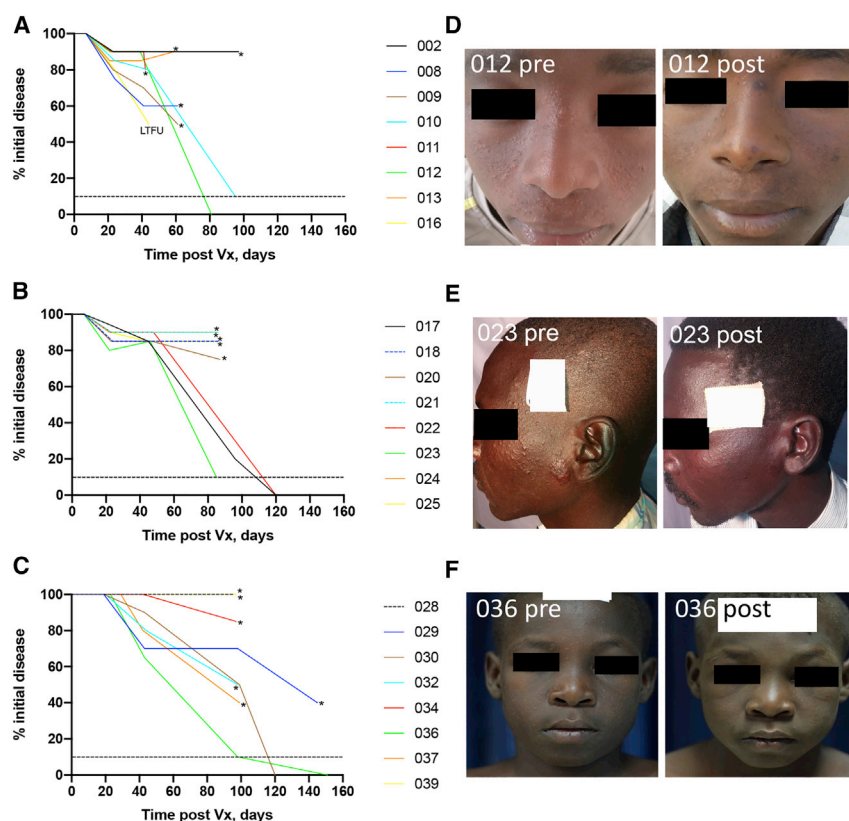 A
% initial disease
100
80
60
40
20
0
0 20 40 60 80 100 120 140 160
Time post Vx, days
LTFU
*
*
*
*
*
002
008
009
010
011
012
013
016
B
% initial disease
100
80
60
40
20
0
0 20 40 60 80 100 120 140 160
Time post Vx, days
*
*
*
*
*
017
018
020
021
022
023
024
025
C
% initial disease
100
80
60
40
20
0
0 20 40 60 80 100 120 140 160
Time post Vx, days
*
*
*
*
*
*
028
029
030
032
034
036
037
039
D
012 pre
012 post
E
023 pre
023 post
F
036 pre
036 post